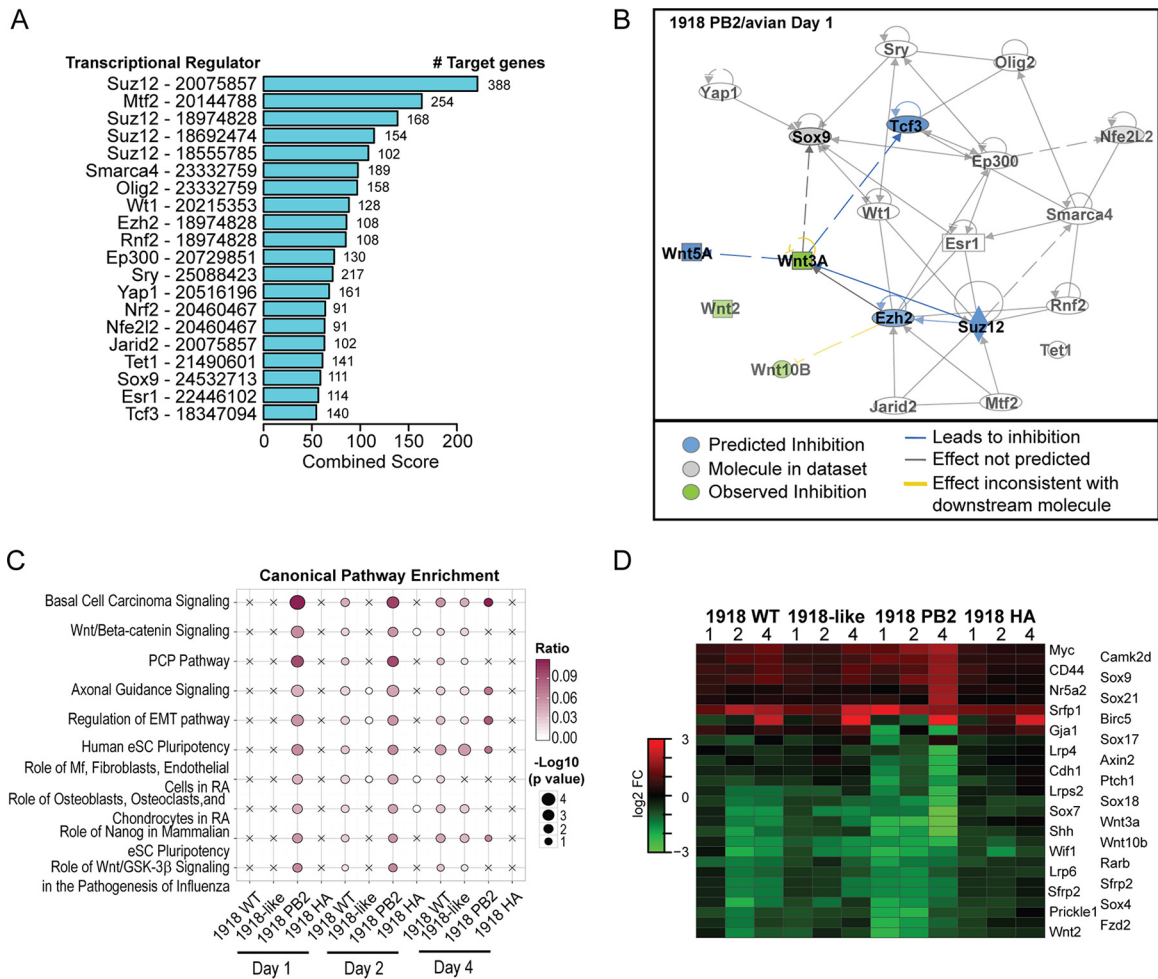 A
Transcriptional Regulator # Target genes
Suz12 - 20075857 388
Mtf2 - 20144788 254
Suz12 - 18974828 168
Suz12 - 18692474 154
Suz12 - 18555785 102
Smarca4 - 23332759 189
Olig2 - 23332759 158
Wt1 - 20215353 128
Ezh2 - 18974828 108
Rnf2 - 18974828 108
Ep300 - 20729851 130
Sry - 25088423 217
Yap1 - 20516196 161
Nrf2 - 20460467 91
Nfe2l2 - 20460467 91
Jarid2 - 20075857 102
Tet1 - 21490601 141
Sox9 - 24532713 111
Esr1 - 22446102 114
Tcf3 - 18347094 140
0 50 100 150 200
Combined Score
B
1918 PB2/avian Day 1
Sry
Olig2
Yap1
Tcf3
Sox9
Nfe2L2
Ep300
Wt1
Smarca4
Esr1
Wnt5A
Wnt3A
Wnt2
Ezh2
Suz12
Rnf2
Tet1
Wnt10B
Jarid2
Mtf2
Predicted Inhibition
Molecule in dataset
Observed Inhibition
Leads to inhibition
Effect not predicted
Effect inconsistent with
downstream molecule
C
Canonical Pathway Enrichment
Basal Cell Carcinoma Signaling
Wnt/Beta-catenin Signaling
PCP Pathway
Axonal Guidance Signaling
Regulation of EMT pathway
Human eSC Pluripotency
Role of Mf, Fibroblasts, Endothelial
Cells in RA
Role of Osteoblasts, Osteoclasts,and
Chondrocytes in RA
Role of Nanog in Mammalian
eSC Pluripotency
Role of Wnt/GSK-3β Signaling
in the Pathogenesis of Influenza
1918 WT
1918-like
1918 PB2
1918 HA
1918 WT
1918-like
1918 PB2
1918 HA
1918 WT
1918-like
1918 PB2
1918 HA
Day 1
Day 2
Day 4
Ratio
0.09
0.06
0.03
0.00
-Log10
(p value)
4
3
2
1
D
1918 WT 1918-like 1918 PB2 1918 HA
1 2 4 1 2 4 1 2 4 1 2 4
Myc
Camk2d
CD44
Sox9
Nr5a2
Sox21
Srfp1
Birc5
Gja1
Sox17
Lrp4
Axin2
Cdh1
Ptch1
Lrps2
Sox18
Sox7
Wnt3a
Shh
Wnt10b
Wif1
Rarb
Lrp6
Sfrp2
Sfrp2
Sox4
Prickle1
Fzd2
Wnt2
log2 FC
3
0
−3